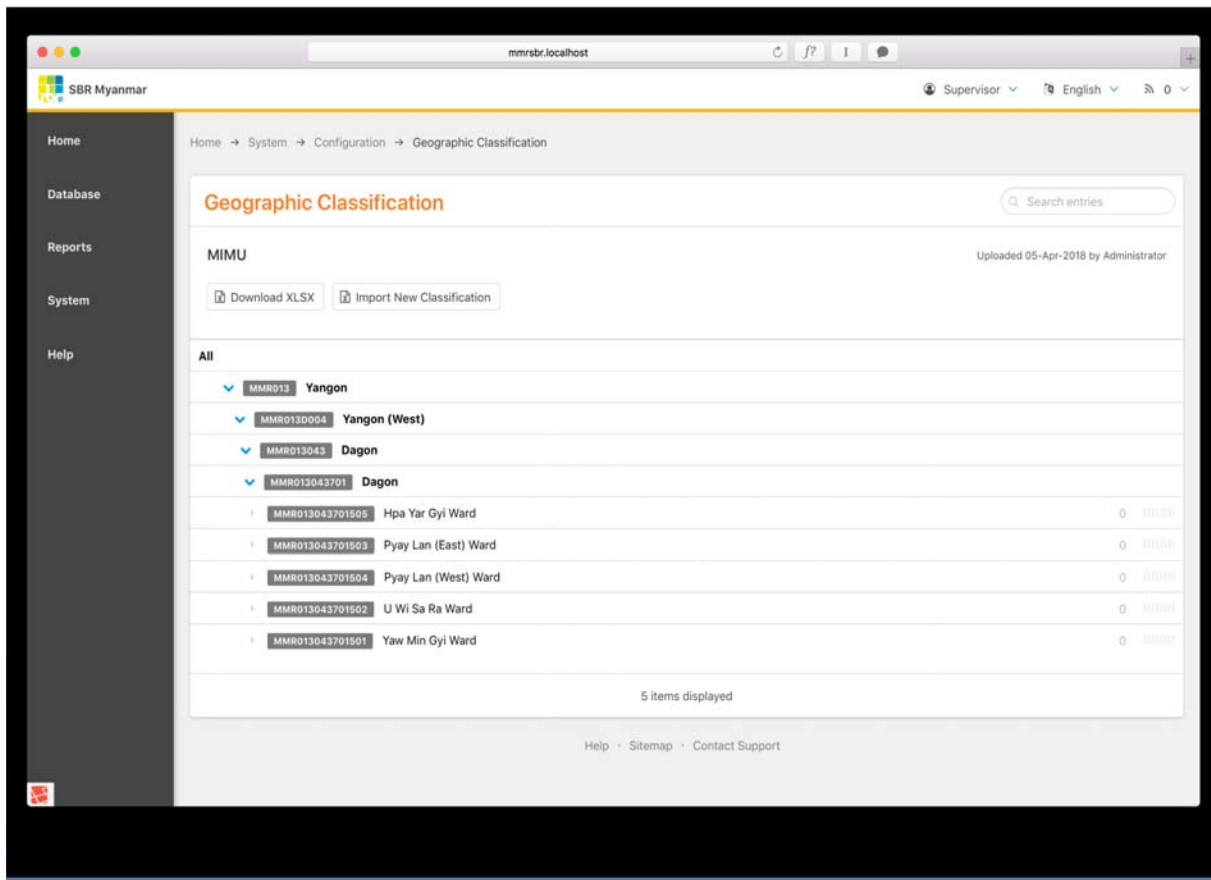 mmrsbr.localhost
f?
I
SBR Myanmar
Supervisor
English
0
Home
Database
Reports
System
Help
Home → System → Configuration → Geographic Classification
Geographic Classification
Search entries
MIMU
Uploaded 05-Apr-2018 by Administrator
Download XLSX
Import New Classification
All
MMR013 Yangon
MMR013D004 Yangon (West)
MMR013043 Dagon
MMR013043701 Dagon
MMR013043701505 Hpa Yar Gyi Ward 0
MMR013043701503 Pyay Lan (East) Ward 0
MMR013043701504 Pyay Lan (West) Ward 0
MMR013043701502 U Wi Sa Ra Ward 0
MMR013043701501 Yaw Min Gyi Ward 0
5 items displayed
Help · Sitemap · Contact Support